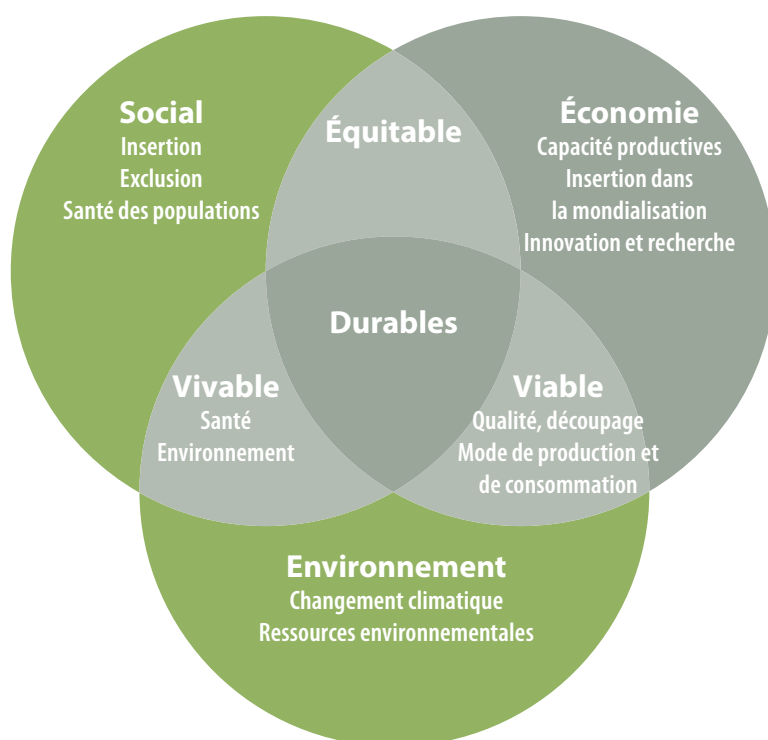 Social
Insertion
Exclusion
Santé des populations
Équitable
Économie
Capacité productives
Insertion dans
la mondialisation
Innovation et recherche
Durables
Vivable
Santé
Environnement
Viable
Qualité, découpage
Mode de production et
de consommation
Environnement
Changement climatique
Ressources environnementales